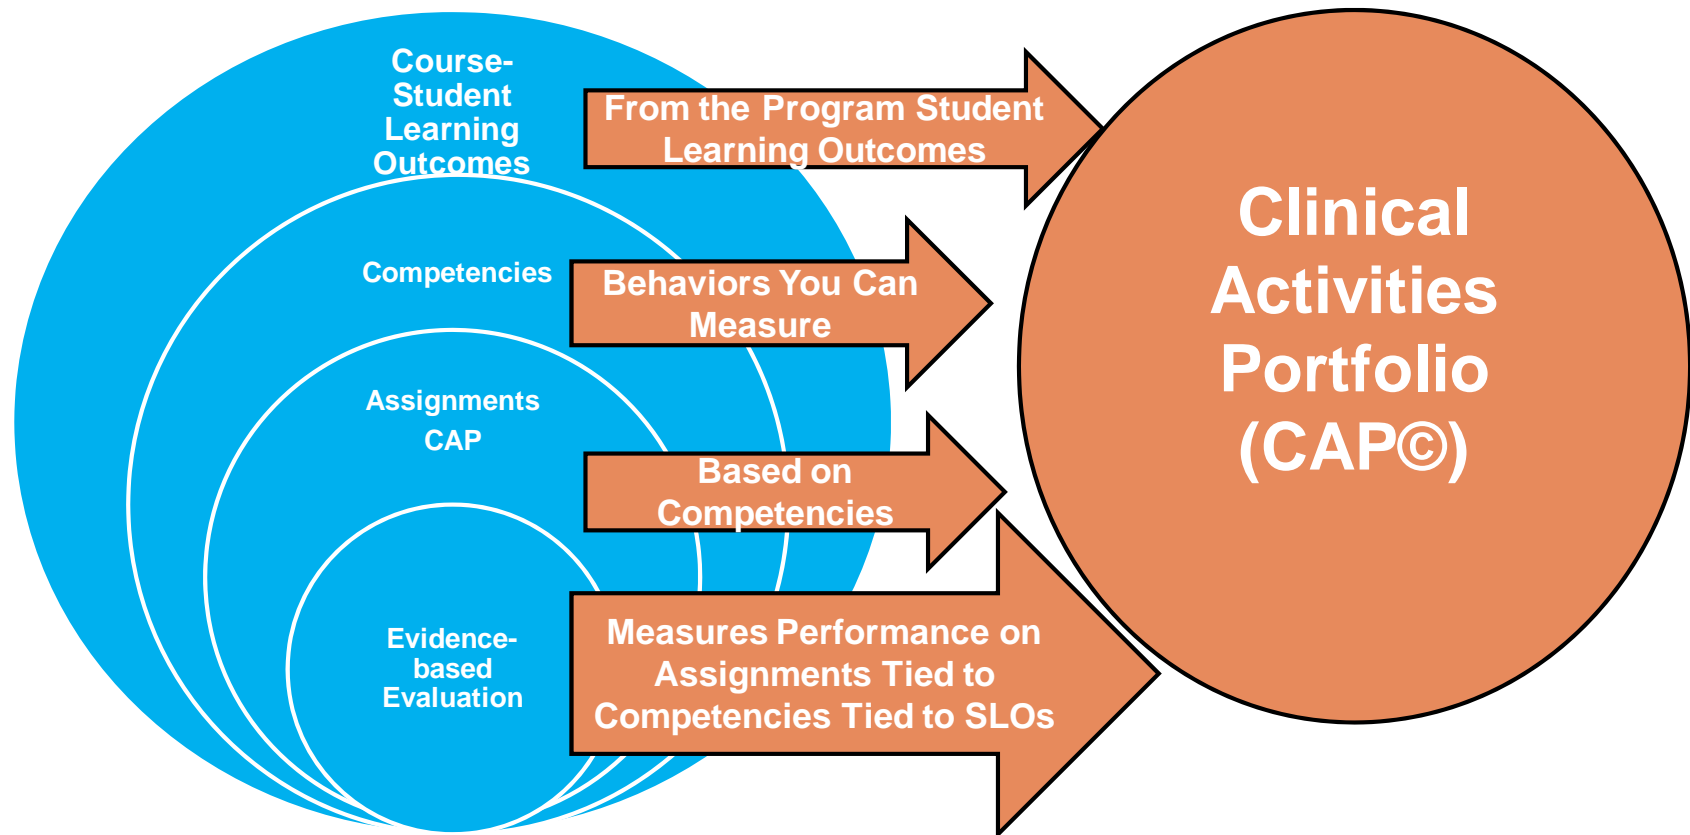 Course-
Student
Learning
Outcomes
From the Program Student
Learning Outcomes
Competencies
Behaviors You Can
Measure
Assignments
CAP
Based on
Competencies
Evidence-
based
Evaluation
Measures Performance on
Assignments Tied to
Competencies Tied to SLOs
Clinical
Activities
Portfolio
(CAP©)